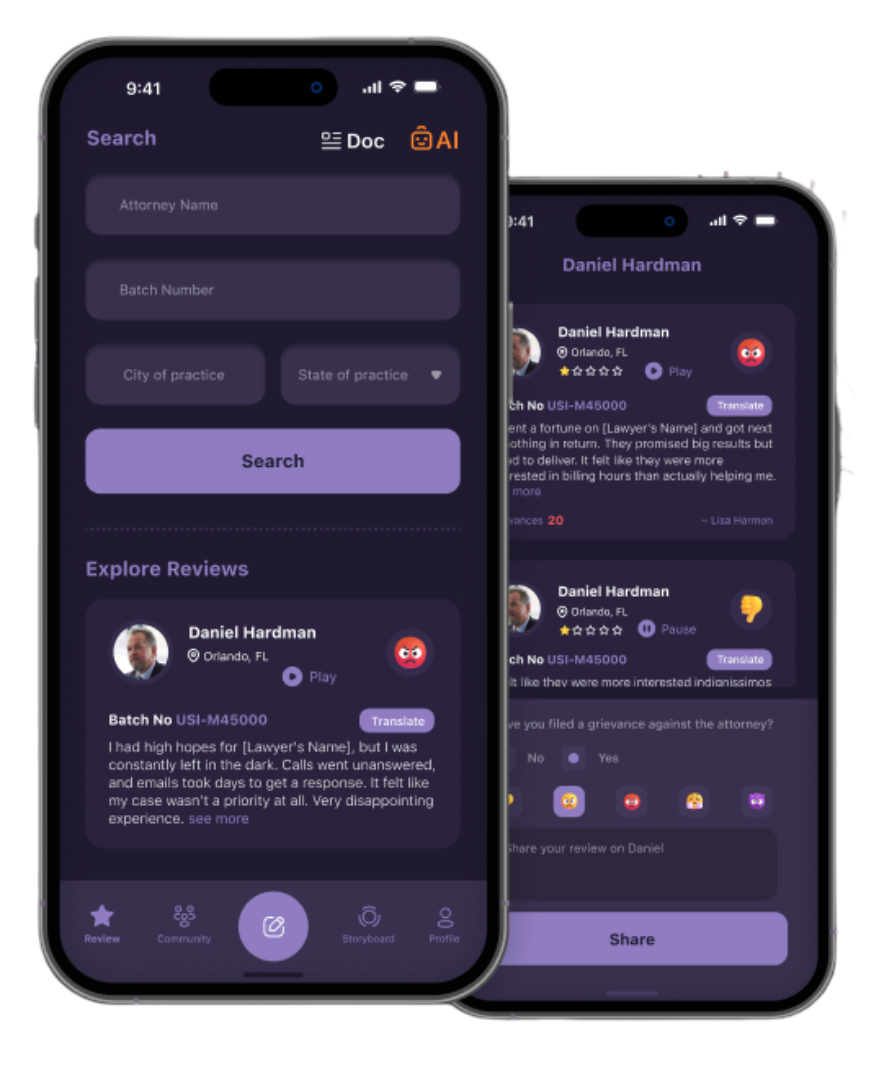 9:41
Search
Doc
AI
Attorney Name
Batch Number
City of practice
State of practice
Search
Explore Reviews
Daniel Hardman
Orlando, FL
Play
Batch No USI-M45000
Translate
I had high hopes for [Lawyer's Name], but I was
constantly left in the dark. Calls went unanswered,
and emails took days to get a response. It felt like
my case wasn't a priority at all. Very disappointing
experience. see more
Review
Community
Storyboard
Profile
:41
Daniel Hardman
Daniel Hardman
Orlando, FL
Play
ch No USI-M45000
Translate
ent a fortune on [Lawyer's Name] and got next
othing in return. They promised big results but
ed to deliver. It felt like they were more
rested in billing hours than actually helping me.
more
vances 20
~ Lisa Harmon
Daniel Hardman
Orlando, FL
Pause
ch No USI-M45000
Translate
lt like they were more interested indignissimos
ve you filed a grievance against the attorney?
No
Yes
Share your review on Daniel
Share